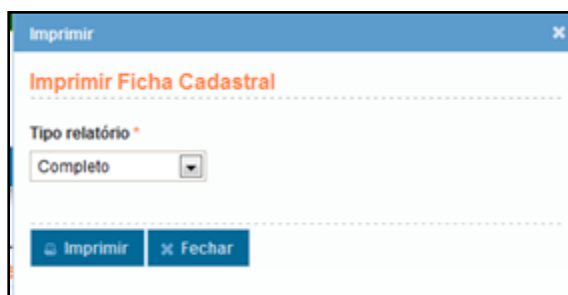 Imprimir
Imprimir Ficha Cadastral
Tipo relatório *
Completo
Imprimir Fechar